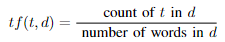 tf(t, d) = count of t in d / number of words in d